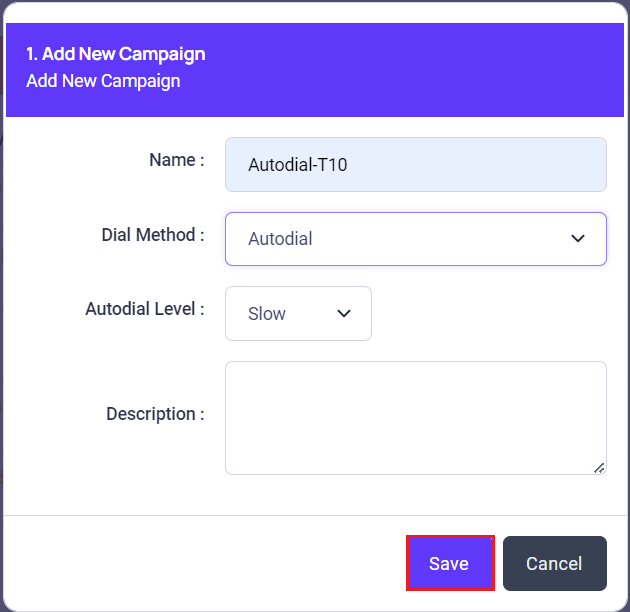 1. Add New Campaign
Add New Campaign
Name : Autodial-T10
Dial Method : Autodial
Autodial Level : Slow
Description :
Save Cancel